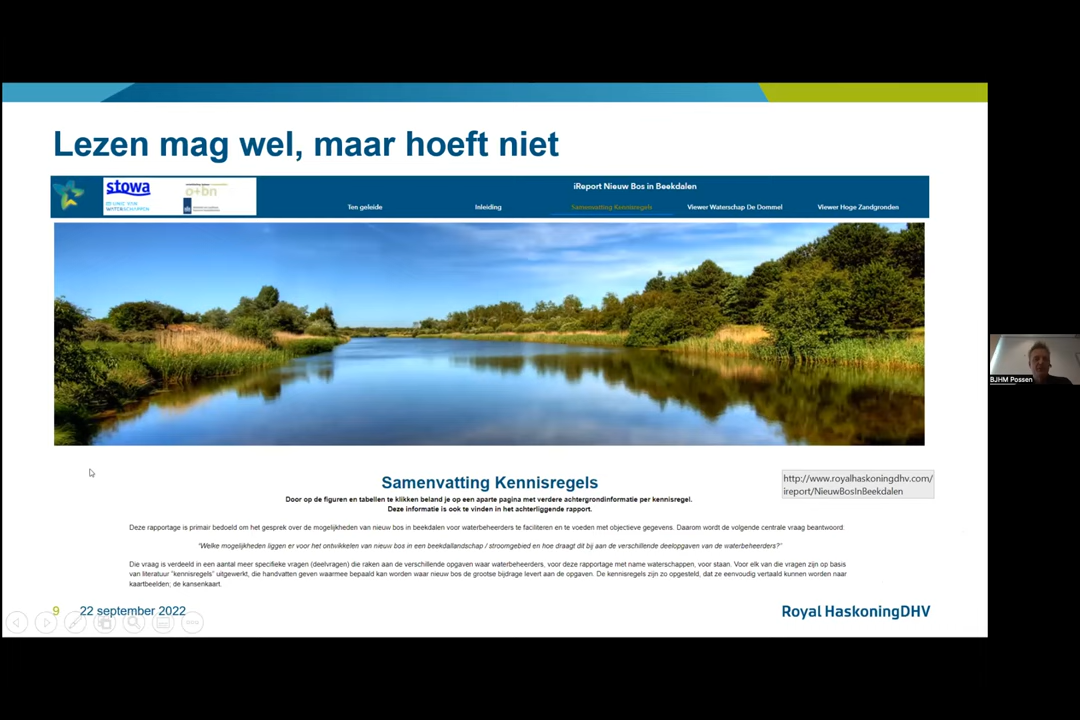 Lezen mag wel, maar hoeft niet
stowa
o+bn
iReport Nieuw Bos in Beekdalen
Ten geleide
Inleiding
Samenvatting Kennisregels
Viewer Waterschap De Dommel
Viewer Hoge Zandgronden
BJHM Possen
Samenvatting Kennisregels
http://www.royalhaskoningdhv.com/
ireport/NieuwBosInBeekdalen
Door op de figuren en tabellen te klikken beland je op een aparte pagina met verdere achtergrondinformatie per kennisregel.
Deze informatie is ook te vinden in het achterliggende rapport.
Deze rapportage is primair bedoeld om het gesprek over de mogelijkheden van nieuw bos in beekdalen voor waterbeheerders te faciliteren en te voeden met objectieve gegevens. Daarom wordt de volgende centrale vraag beantwoord:
"Welke mogelijkheden liggen er voor het ontwikkelen van nieuw bos in een beekdallandschap / stroomgebied en hoe draagt dit bij aan de verschillende deelopgaven van de waterbeheerders?"
Die vraag is verdeeld in een aantal meer specifieke vragen (deelvragen) die raken aan de verschillende opgaven waar waterbeheerders, voor deze rapportage met name waterschappen, voor staan. Voor elk van die vragen zijn op basis
van literatuur "kennisregels" uitgewerkt, die handvatten geven waarmee bepaald kan worden waar nieuw bos de grootse bijdrage levert aan de opgaven. De kennisregels zijn zo opgesteld, dat ze eenvoudig vertaald kunnen worden naar
kaartbeelden; de kansenkaart.
9
22 september 2022
Royal HaskoningDHV